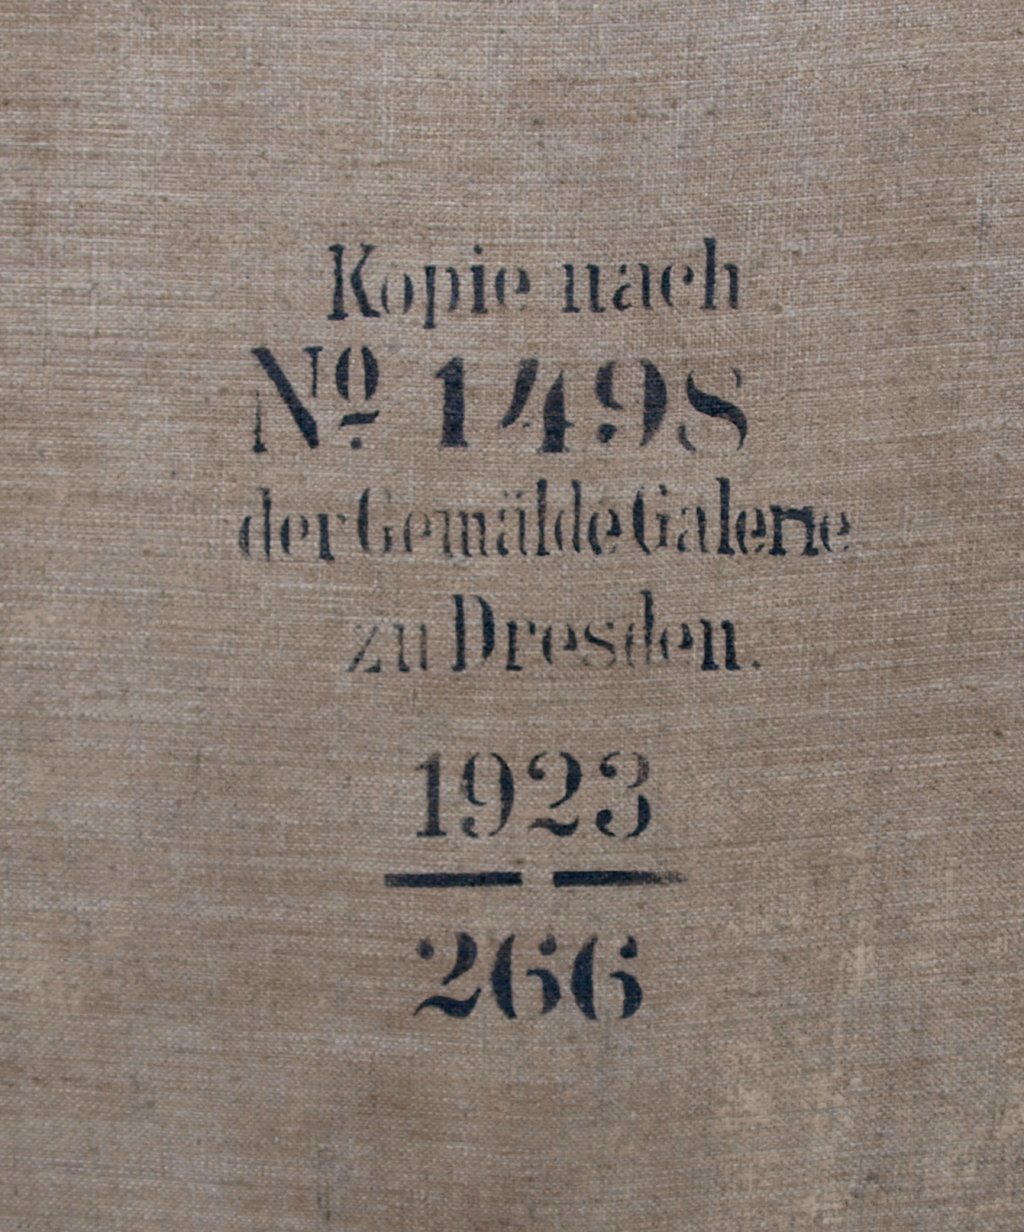 Kopie nach
Nº 1498
der Gemälde Galerie
zu Dresden.
1923
266